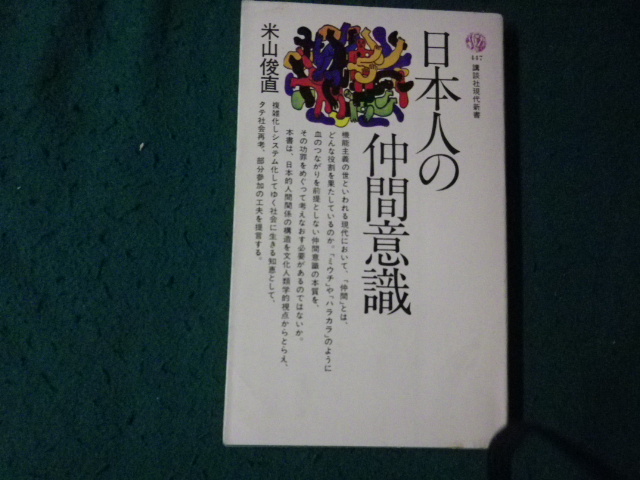 447
講談社現代新書
日本人の
仲間意識
米山俊直
機能主義の世といわれる現代において、「仲間」とは、
どんな役割を果たしているのか。「ミウチ」や「ハラカラ」のように
血のつながりを前提としない仲間意識の本質を、
その功罪をめぐって考えなおす必要があるのではないか。
本書は、日本的人間関係の構造を文化人類学的視点からとらえ、
複雑化しシステム化してゆく社会に生きる知恵として、
タテ社会再考、部分参加の工夫を提言する。